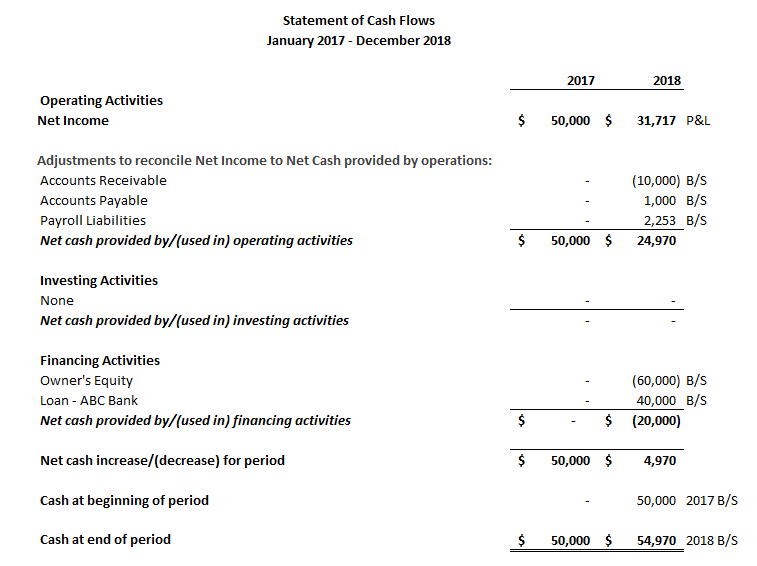 Statement of Cash Flows
January 2017 - December 2018
2017 2018
Operating Activities
Net Income $ 50,000 $ 31,717 P&L
Adjustments to reconcile Net Income to Net Cash provided by operations:
Accounts Receivable - (10,000) B/S
Accounts Payable - 1,000 B/S
Payroll Liabilities - 2,253 B/S
Net cash provided by/(used in) operating activities $ 50,000 $ 24,970
Investing Activities
None - -
Net cash provided by/(used in) investing activities - -
Financing Activities
Owner's Equity - (60,000) B/S
Loan - ABC Bank - 40,000 B/S
Net cash provided by/(used in) financing activities $ - $ (20,000)
Net cash increase/(decrease) for period $ 50,000 $ 4,970
Cash at beginning of period - 50,000 2017 B/S
Cash at end of period $ 50,000 $ 54,970 2018 B/S